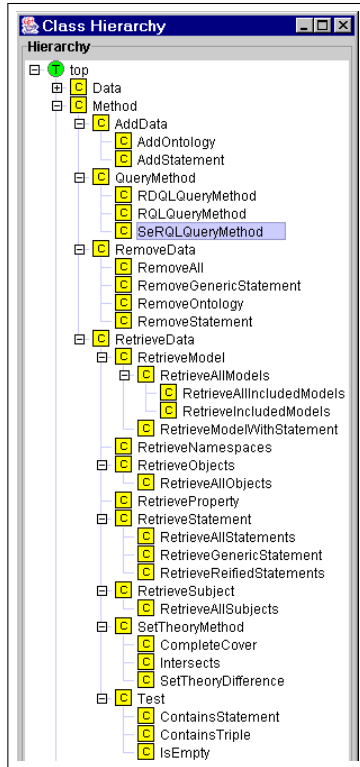 Class Hierarchy
Hierarchy
T top
C Data
C Method
C AddData
C AddOntology
C AddStatement
C QueryMethod
C RDQLQueryMethod
C RQLQueryMethod
C SeRQLQueryMethod
C RemoveData
C RemoveAll
C RemoveGenericStatement
C RemoveOntology
C RemoveStatement
C RetrieveData
C RetrieveModel
C RetrieveAllModels
C RetrieveAllIncludedModels
C RetrieveIncludedModels
C RetrieveModelWithStatement
C RetrieveNamespaces
C RetrieveObjects
C RetrieveAllObjects
C RetrieveProperty
C RetrieveStatement
C RetrieveAllStatements
C RetrieveGenericStatement
C RetrieveReifiedStatements
C RetrieveSubject
C RetrieveAllSubjects
C SetTheoryMethod
C CompleteCover
C Intersects
C SetTheoryDifference
C Test
C ContainsStatement
C ContainsTriple
C IsEmpty